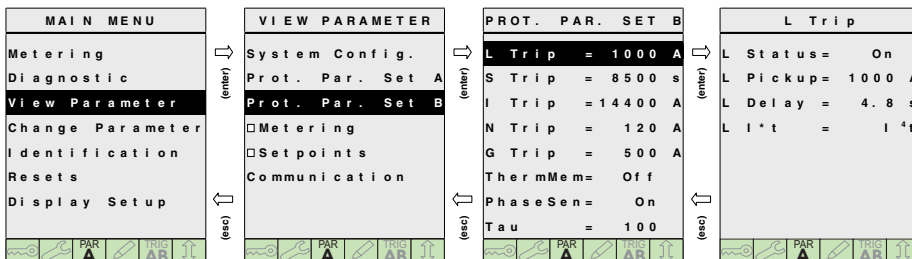 MAIN MENU
Metering
Diagnostic
View Parameter
Change Parameter
Identification
Resets
Display Setup
PAR
A
TRIG
AB
(enter)
(esc)
VIEW PARAMETER
System Config.
Prot. Par. Set A
Prot. Par. Set B
Metering
Setpoints
Communication
PAR
A
TRIG
AB
(enter)
(esc)
PROT. PAR. SET B
L Trip = 1000 A
S Trip = 8500 s
I Trip =14400 A
N Trip = 120 A
G Trip = 500 A
ThermMem= Off
PhaseSen= On
Tau = 100
PAR
A
TRIG
AB
(enter)
(esc)
L Trip
L Status= On
L Pickup= 1000 A
L Delay = 4.8 s
L I*t = I⁴t
PAR
A
TRIG
AB